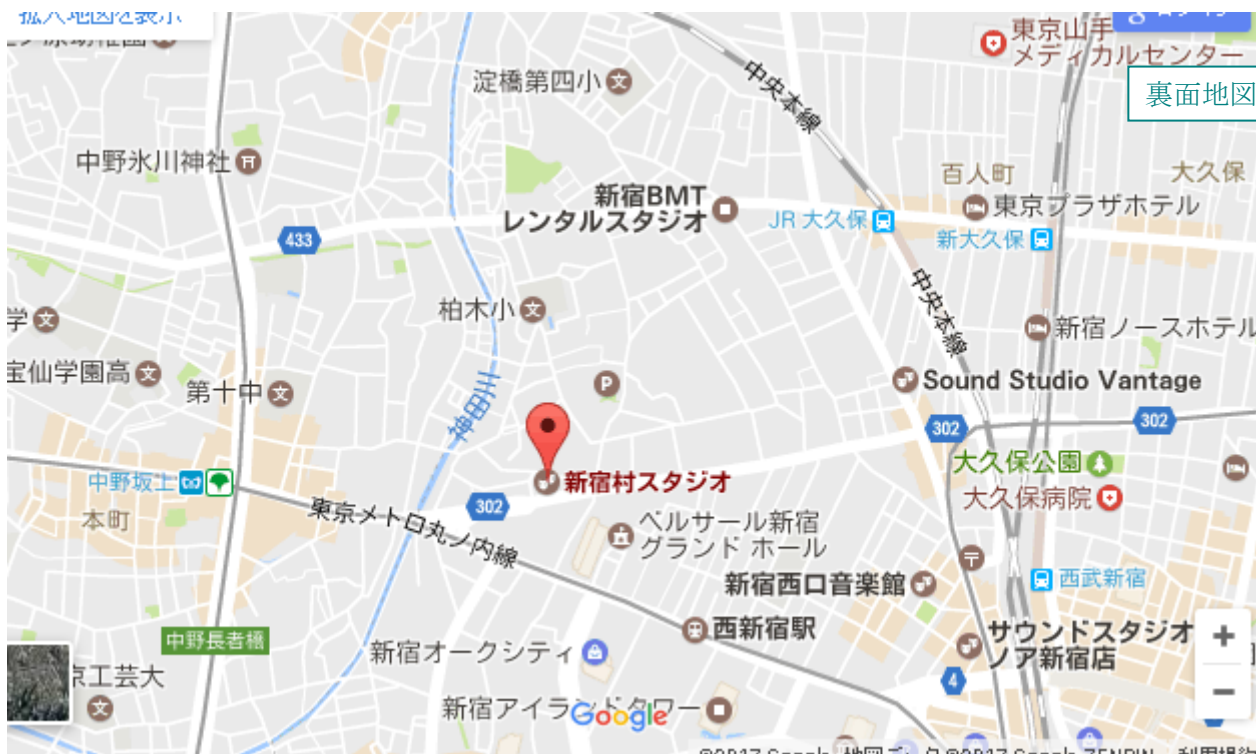 拡大地図を表示
東京山手
メディカルセンター
裏面地図
淀橋第四小
中央本線
中野氷川神社
百人町
大久保
新宿BMT
レンタルスタジオ
JR 大久保
東京プラザホテル
新大久保
433
柏木小
中央本線
学
新宿ノースホテル
宝仙学園高
第十中
P
Sound Studio Vantage
神田川
302
302
中野坂上
新宿村スタジオ
大久保公園
大久保病院
本町
東京メトロ丸ノ内線
302
ベルサール新宿
グランド ホール
新宿西口音楽館
西武新宿
中野長者橋
西新宿駅
サウンドスタジオ
ノア新宿店
+
新宿オークシティ
京工芸大
4
−
新宿アイランドタワー
Google